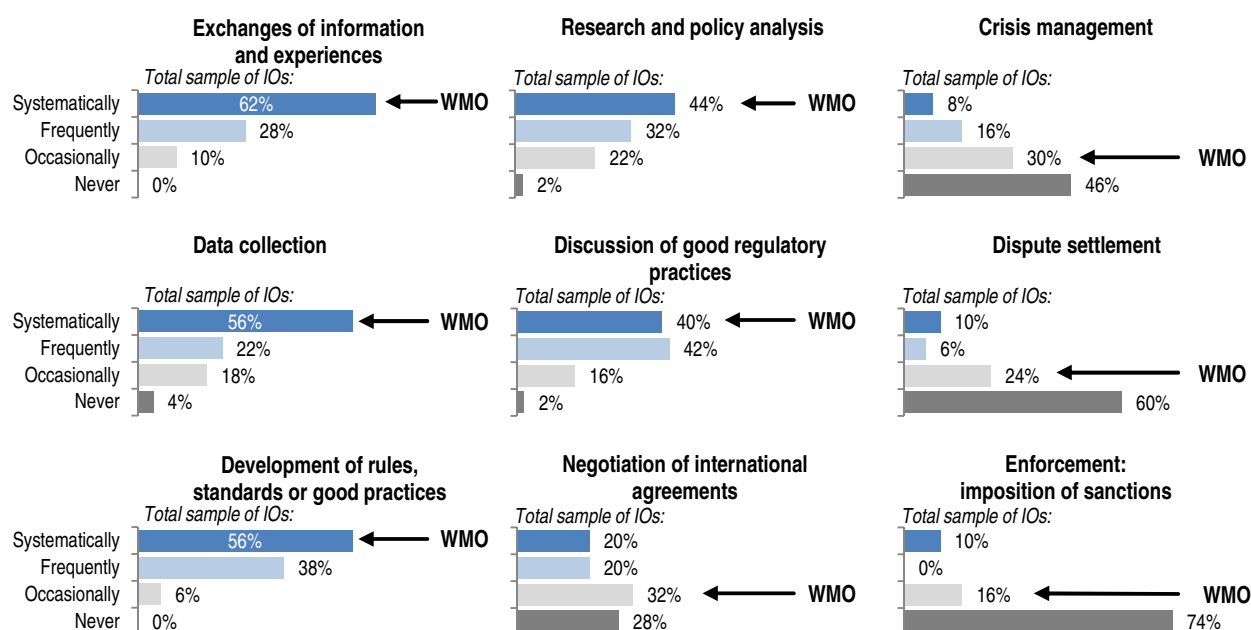 Exchanges of information
and experiences
Total sample of IOs:
Systematically 62% WMO
Frequently 28%
Occasionally 10%
Never 0%
Research and policy analysis
Total sample of IOs:
44% WMO
32%
22%
2%
Crisis management
Total sample of IOs:
8%
16%
30% WMO
46%
Data collection
Total sample of IOs:
Systematically 56% WMO
Frequently 22%
Occasionally 18%
Never 4%
Discussion of good regulatory
practices
Total sample of IOs:
40% WMO
42%
16%
2%
Dispute settlement
Total sample of IOs:
10%
6%
24% WMO
60%
Development of rules,
standards or good practices
Total sample of IOs:
Systematically 56% WMO
Frequently 38%
Occasionally 6%
Never 0%
Negotiation of international
agreements
Total sample of IOs:
20%
20%
32% WMO
28%
Enforcement:
imposition of sanctions
Total sample of IOs:
10%
0%
16% WMO
74%